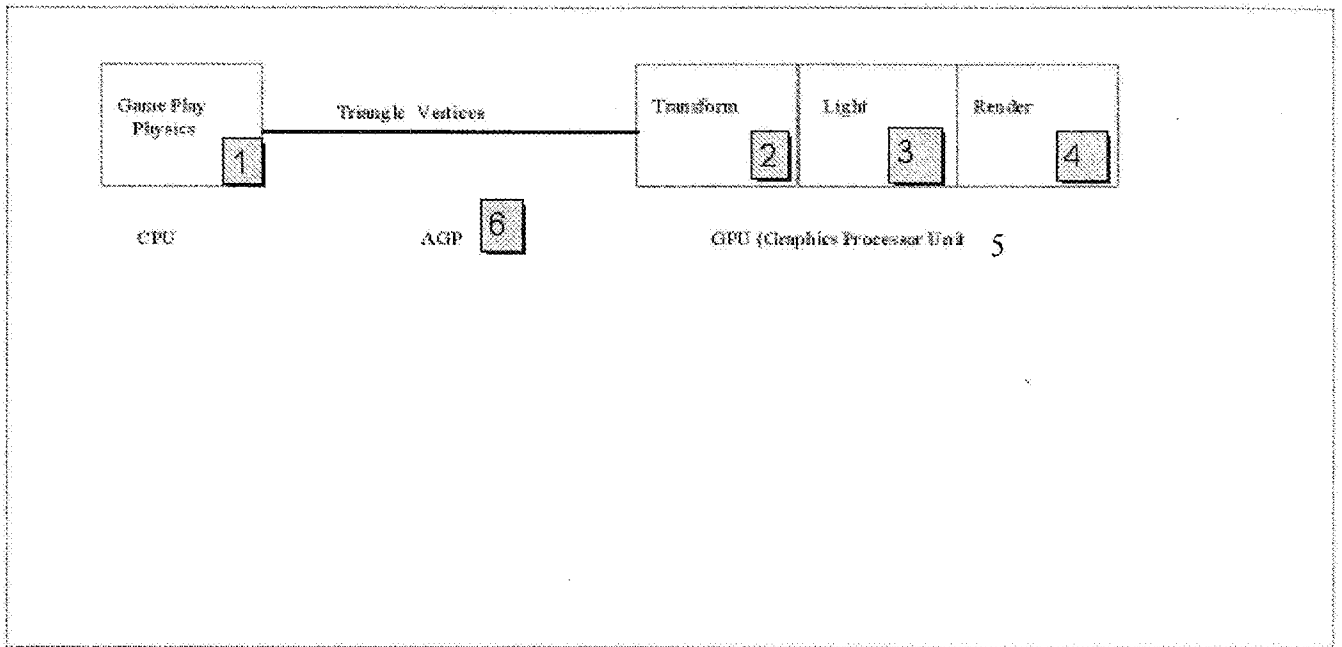 Game Play
Physics
1
Triangle Vertices
Transform
2
Light
3
Render
4
CPU
AGP
6
GPU (Graphics Processor Unit
5